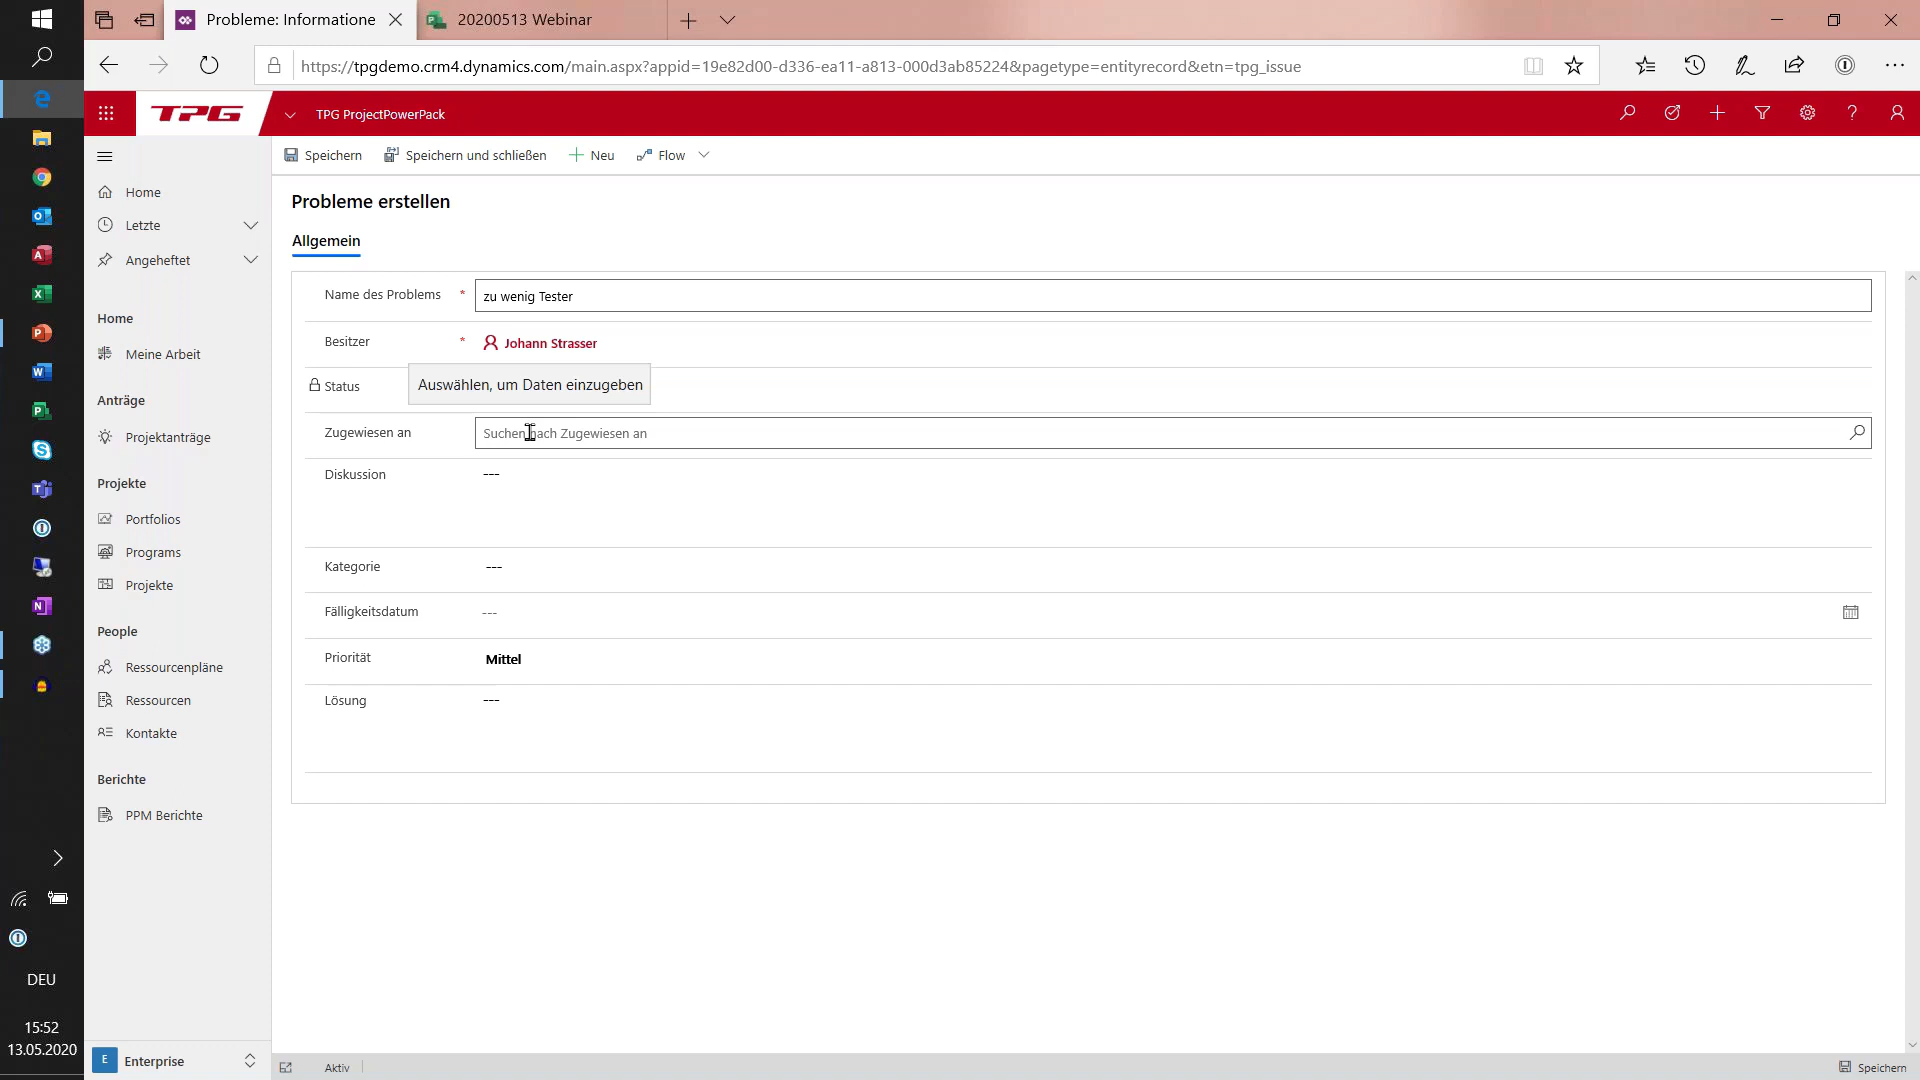 Probleme: Informatione
20200513 Webinar
https://tpgdemo.crm4.dynamics.com/main.aspx?appid=19e82d00-d336-ea11-a813-000d3ab85224&pagetype=entityrecord&etn=tpg_issue
TPG
TPG ProjectPowerPack
Speichern
Speichern und schließen
Neu
Flow
Home
Letzte
Angeheftet
Home
Meine Arbeit
Anträge
Projektanträge
Projekte
Portfolios
Programs
Projekte
People
Ressourcenpläne
Ressourcen
Kontakte
Berichte
PPM Berichte
E Enterprise
Probleme erstellen
Allgemein
Name des Problems * zu wenig Tester
Besitzer * Johann Strasser
Status
Auswählen, um Daten einzugeben
Zugewiesen an Suchen nach Zugewiesen an
Diskussion ---
Kategorie ---
Fälligkeitsdatum ---
Priorität Mittel
Lösung ---
Aktiv
Speichern
DEU
15:52
13.05.2020